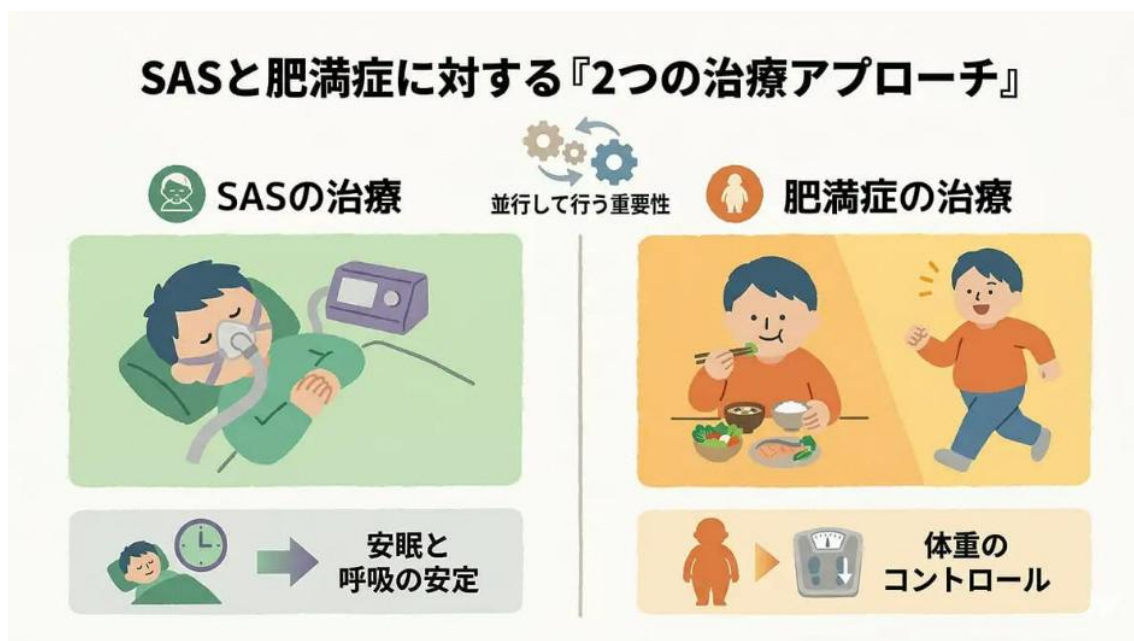 SASと肥満症に対する『2つの治療アプローチ』
SASの治療
並行して行う重要性
肥満症の治療
安眠と
呼吸の安定
体重の
コントロール